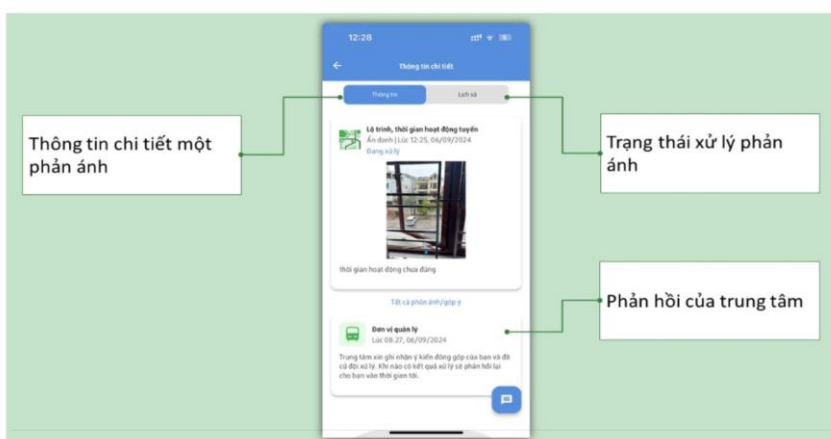 12:28
Thông tin chi tiết
Thông tin
Lịch sử
Lộ trình, thời gian hoạt động tuyến
Ẩn danh | Lúc 12:25, 06/09/2024
Đang xử lý
thời gian hoạt động chưa đúng
Tất cả phản ánh/góp ý
Đơn vị quản lý
Lúc 08:27, 06/09/2024
Trung tâm xin ghi nhận ý kiến đóng góp của bạn và đã
cử đội xử lý. Khi nào có kết quả xử lý sẽ phản hồi lại
cho bạn vào thời gian tới.
Thông tin chi tiết một
phản ánh
Trạng thái xử lý phản
ánh
Phản hồi của trung tâm